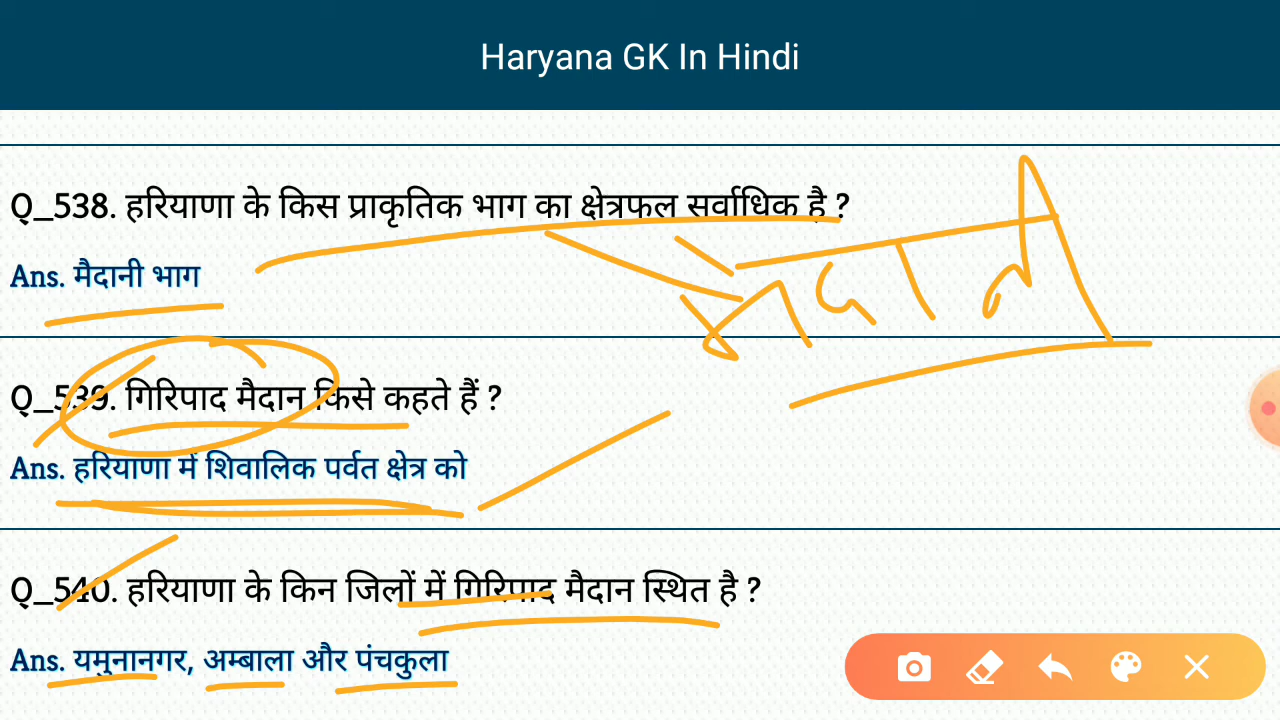 Haryana GK In Hindi
Q_538. हरियाणा के किस प्राकृतिक भाग का क्षेत्रफल सर्वाधिक है ?
Ans. मैदानी भाग
Q_539. गिरिपाद मैदान किसे कहते हैं ?
Ans. हरियाणा में शिवालिक पर्वत क्षेत्र को
Q_540. हरियाणा के किन जिलों में गिरिपाद मैदान स्थित है ?
Ans. यमुनानगर, अम्बाला और पंचकुला